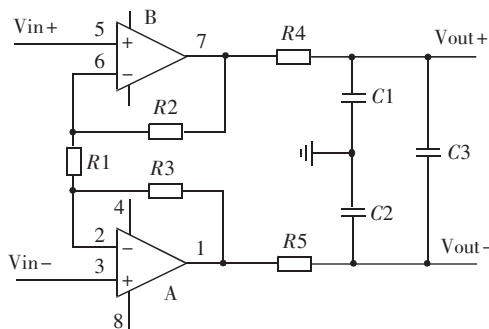 Vin+
5
B
7
R4
Vout+
+
6
−
R2
C1
R1
C3
R3
4
C2
2
−
1
R5
Vout−
Vin−
3
+
A
8